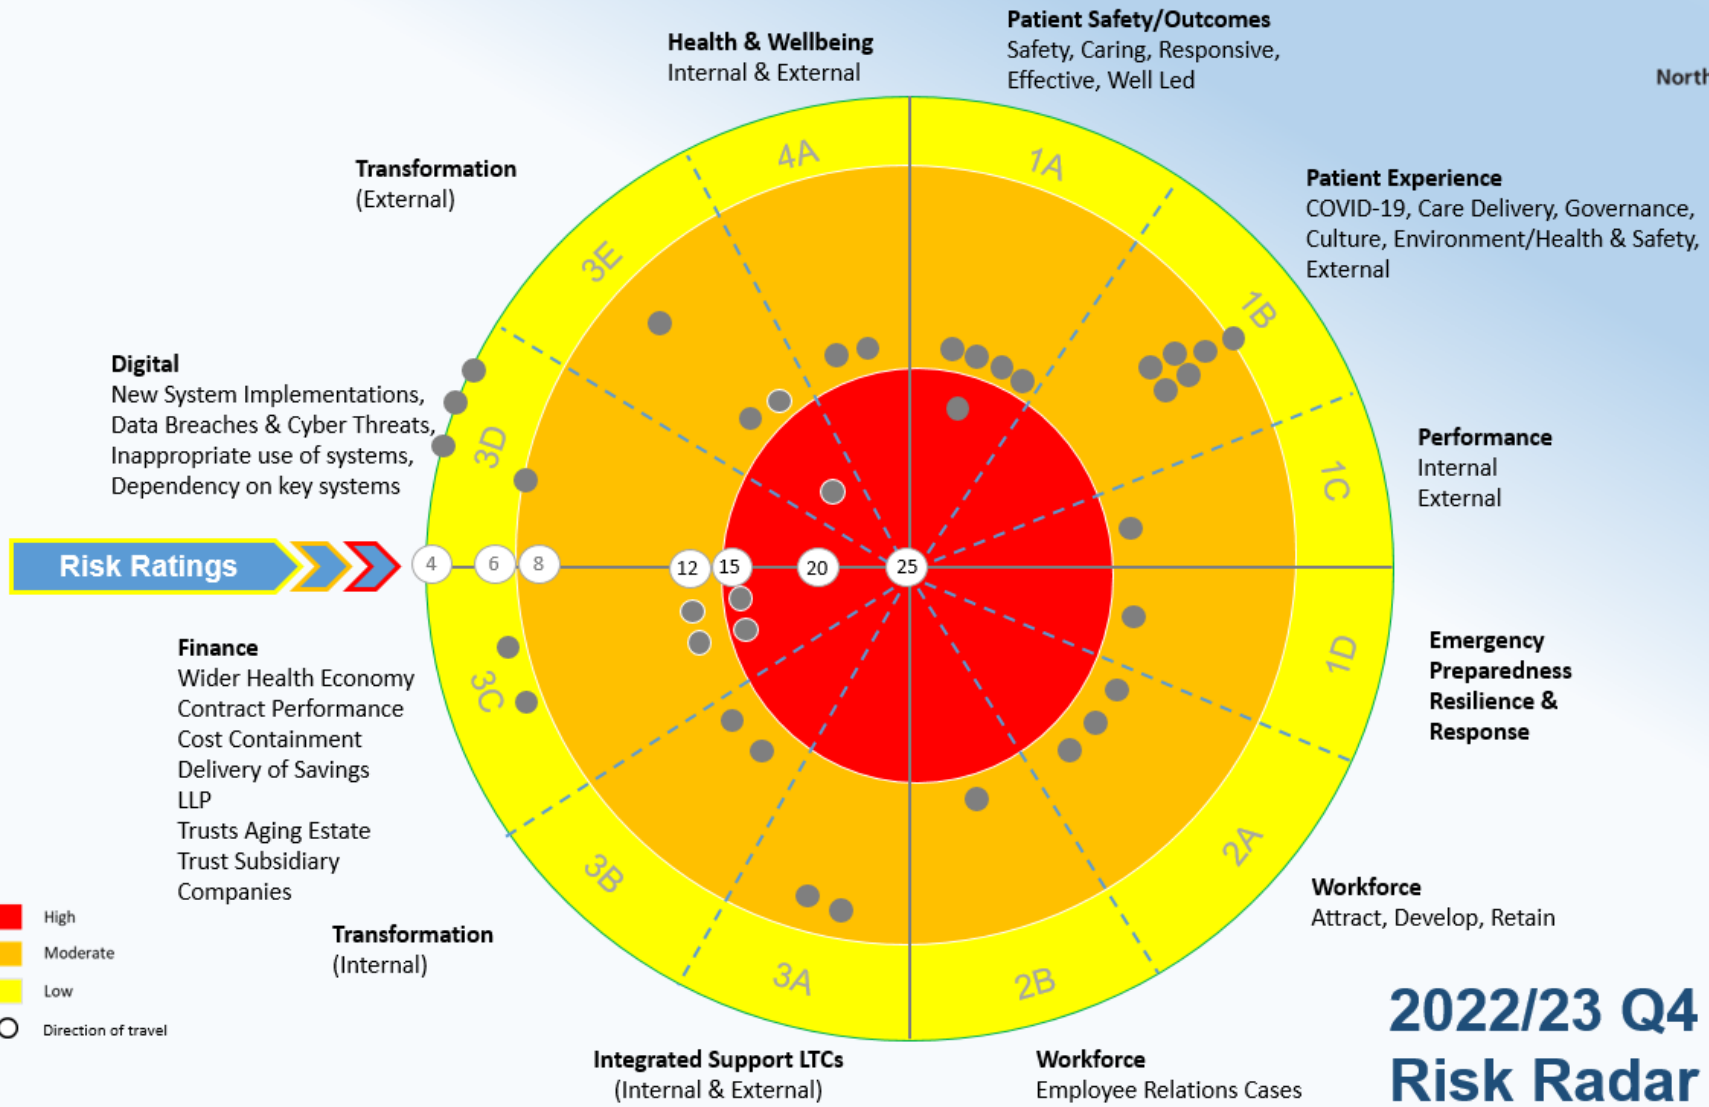 Patient Safety/Outcomes
Safety, Caring, Responsive,
Effective, Well Led
Health & Wellbeing
Internal & External
North
Transformation
(External)
Patient Experience
COVID-19, Care Delivery, Governance,
Culture, Environment/Health & Safety,
External
4A
1A
3E
1B
Digital
New System Implementations,
Data Breaches & Cyber Threats,
Inappropriate use of systems,
Dependency on key systems
3D
1C
Performance
Internal
External
Risk Ratings
4
6
8
12
15
20
25
Finance
Wider Health Economy
Contract Performance
Cost Containment
Delivery of Savings
LLP
Trusts Aging Estate
Trust Subsidiary
Companies
3C
1D
Emergency
Preparedness
Resilience &
Response
3B
2A
Workforce
Attract, Develop, Retain
High
Moderate
Low
Direction of travel
Transformation
(Internal)
3A
2B
Integrated Support LTCs
(Internal & External)
Workforce
Employee Relations Cases
2022/23 Q4
Risk Radar